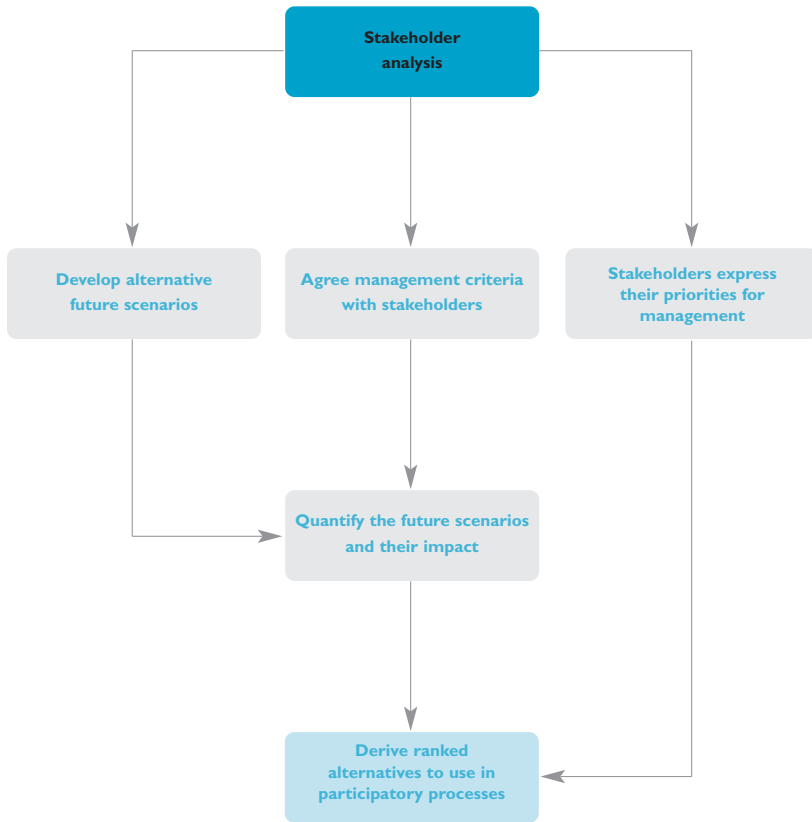 Stakeholder
analysis
Develop alternative
future scenarios
Agree management criteria
with stakeholders
Stakeholders express
their priorities for
management
Quantify the future scenarios
and their impact
Derive ranked
alternatives to use in
participatory processes